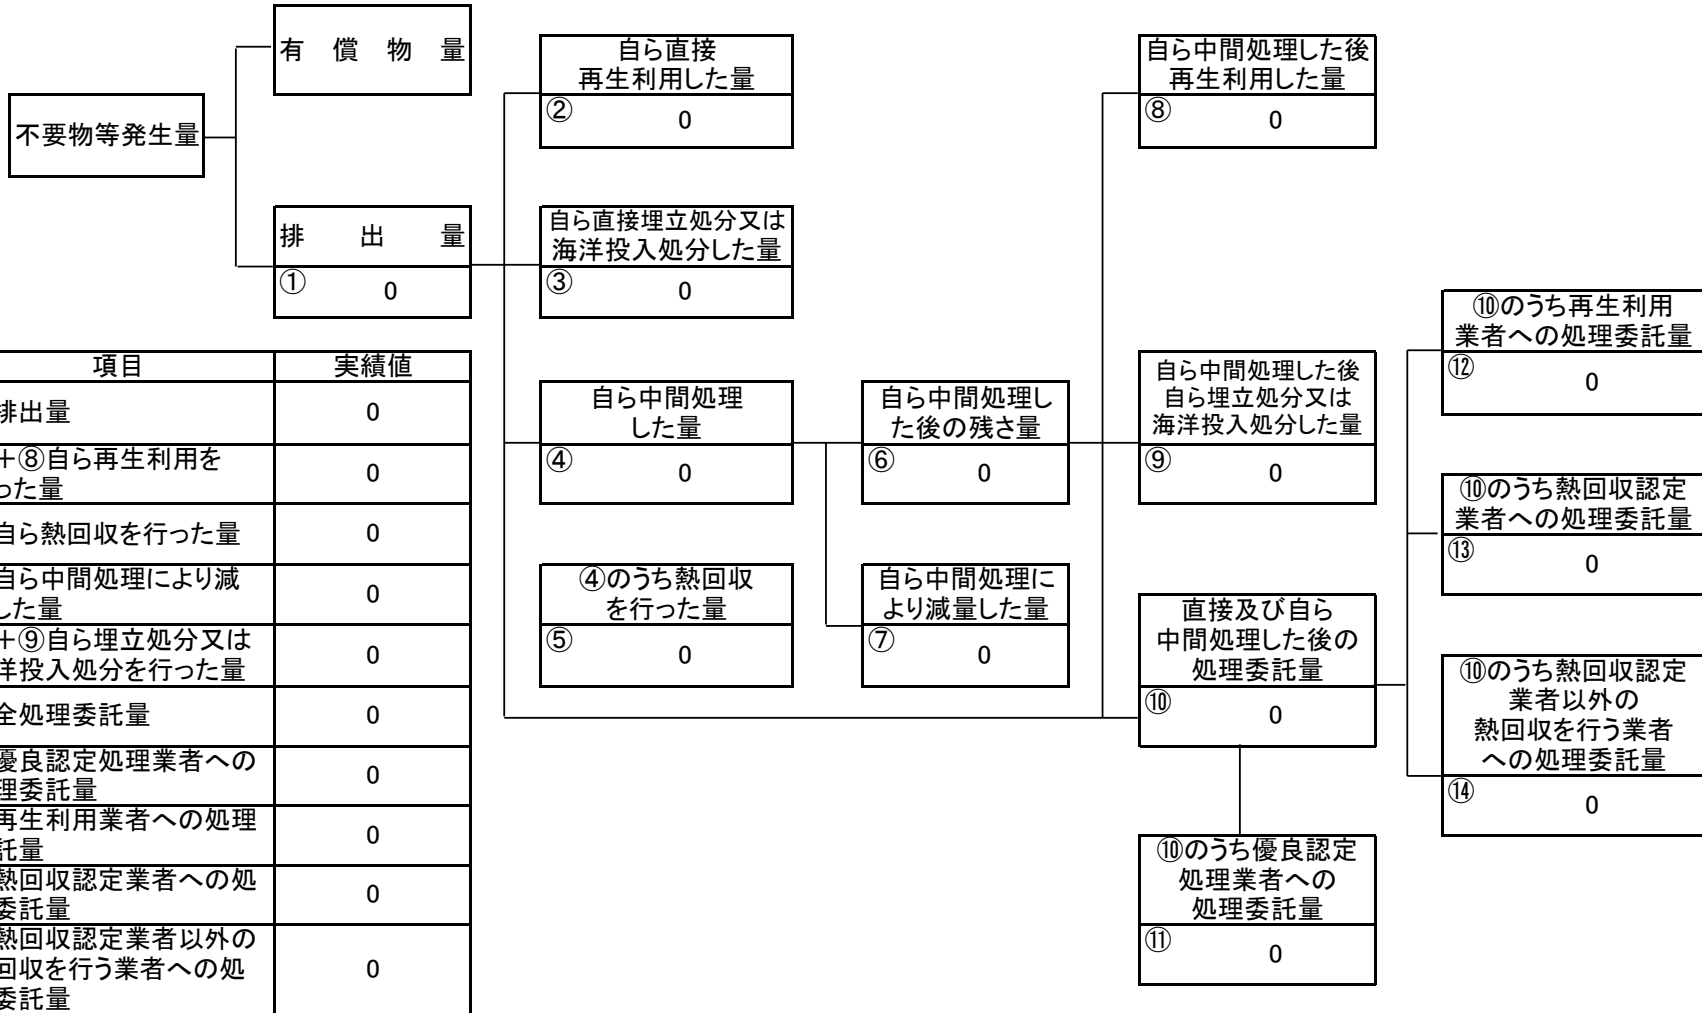 有 償 物 量
不要物等発生量
排 出 量
①
0
自ら直接
再生利用した量
②
0
自ら直接埋立処分又は
海洋投入処分した量
③
0
自ら中間処理
した量
④
0
④のうち熱回収
を行った量
⑤
0
自ら中間処理し
た後の残さ量
⑥
0
自ら中間処理に
より減量した量
⑦
0
自ら中間処理した後
再生利用した量
⑧
0
自ら中間処理した後
自ら埋立処分又は
海洋投入処分した量
⑨
0
直接及び自ら
中間処理した後の
処理委託量
⑩
0
⑩のうち優良認定
処理業者への
処理委託量
⑪
0
⑩のうち再生利用
業者への処理委託量
⑫
0
⑩のうち熱回収認定
業者への処理委託量
⑬
0
⑩のうち熱回収認定
業者以外の
熱回収を行う業者
への処理委託量
⑭
0
項目 実績値
排出量 0
+⑧自ら再生利用を
った量
0
自ら熱回収を行った量 0
自ら中間処理により減
した量
0
+⑨自ら埋立処分又は
洋投入処分を行った量
0
全処理委託量 0
優良認定処理業者への
理委託量
0
再生利用業者への処理
託量
0
熱回収認定業者への処
委託量
0
熱回収認定業者以外の
回収を行う業者への処
委託量
0